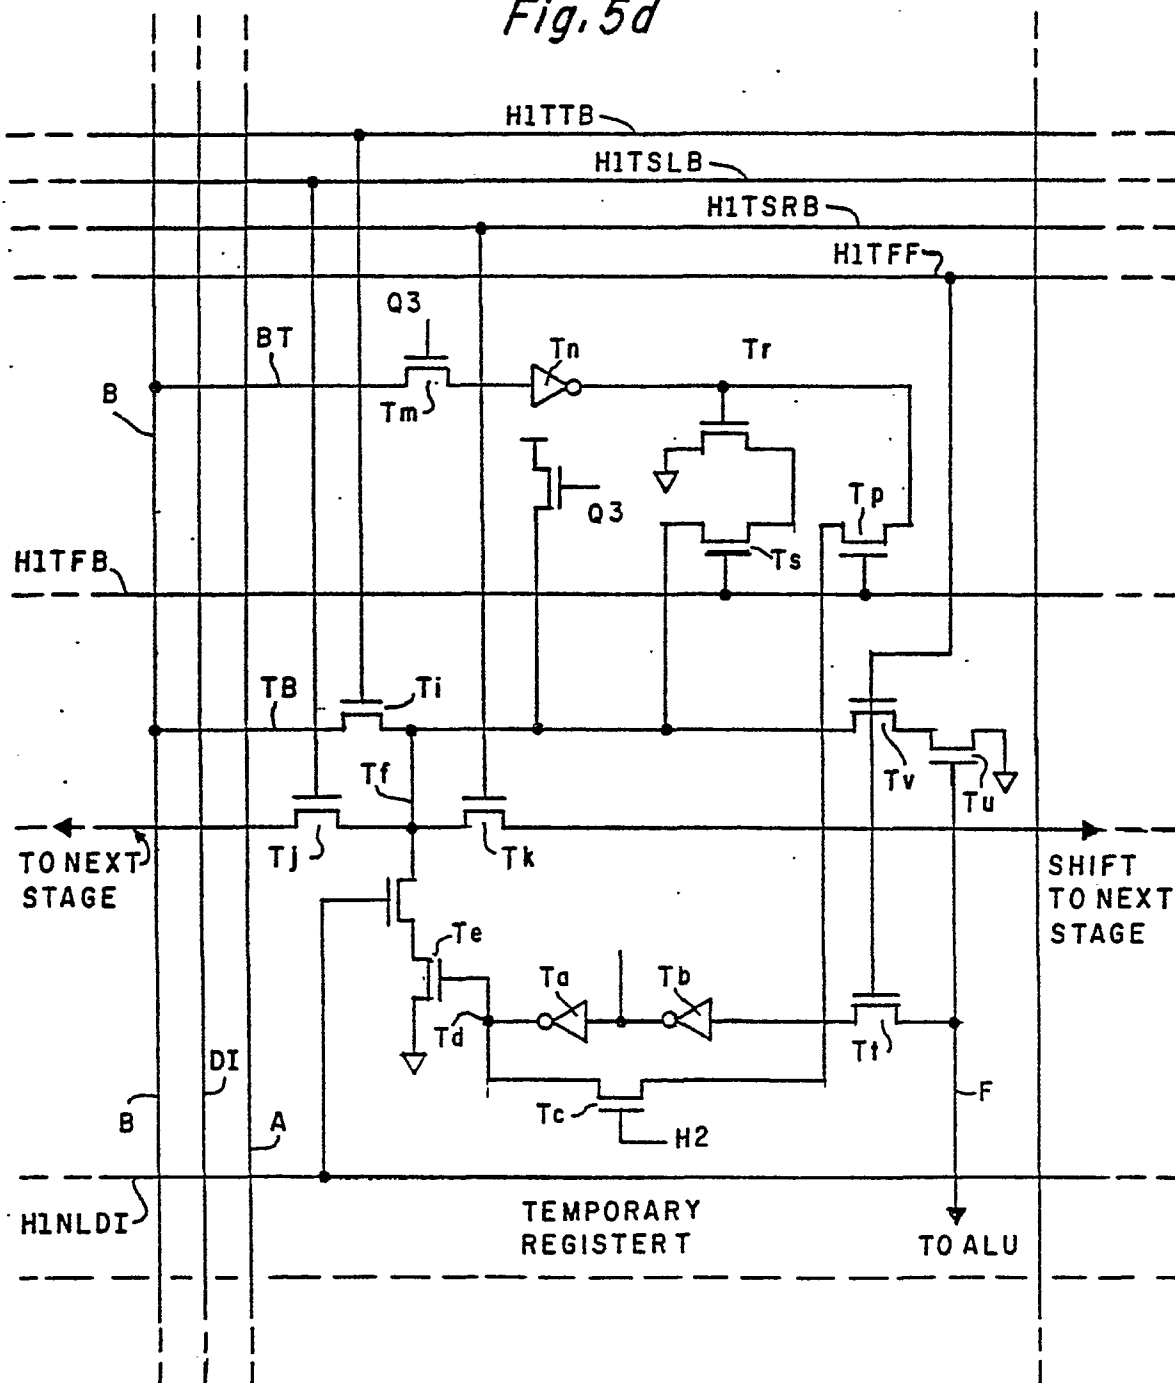 Fig. 5d
H1TTB
H1TSLB
H1TSRB
H1TFF
Q3
BT
Tn
Tr
B
Tm
Tp
Q3
H1TFB
Ts
TB
Ti
Tf
Tv
Tu
TO NEXT
STAGE
Tj
Tk
SHIFT
TO NEXT
STAGE
Te
Ta
Tb
Td
Tt
DI
B
A
Tc
H2
F
H1NLDI
TEMPORARY
REGISTER T
TO ALU